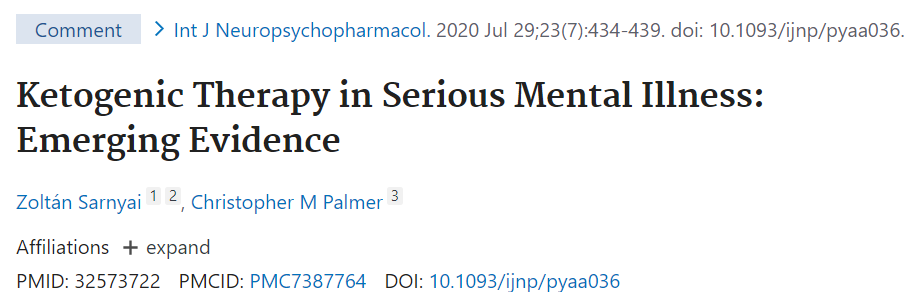 Comment > Int J Neuropsychopharmacol. 2020 Jul 29;23(7):434-439. doi: 10.1093/ijnp/pyaa036.
Ketogenic Therapy in Serious Mental Illness:
Emerging Evidence
Zoltán Sarnyai 1 2, Christopher M Palmer 3
Affiliations + expand
PMID: 32573722 PMCID: PMC7387764 DOI: 10.1093/ijnp/pyaa036